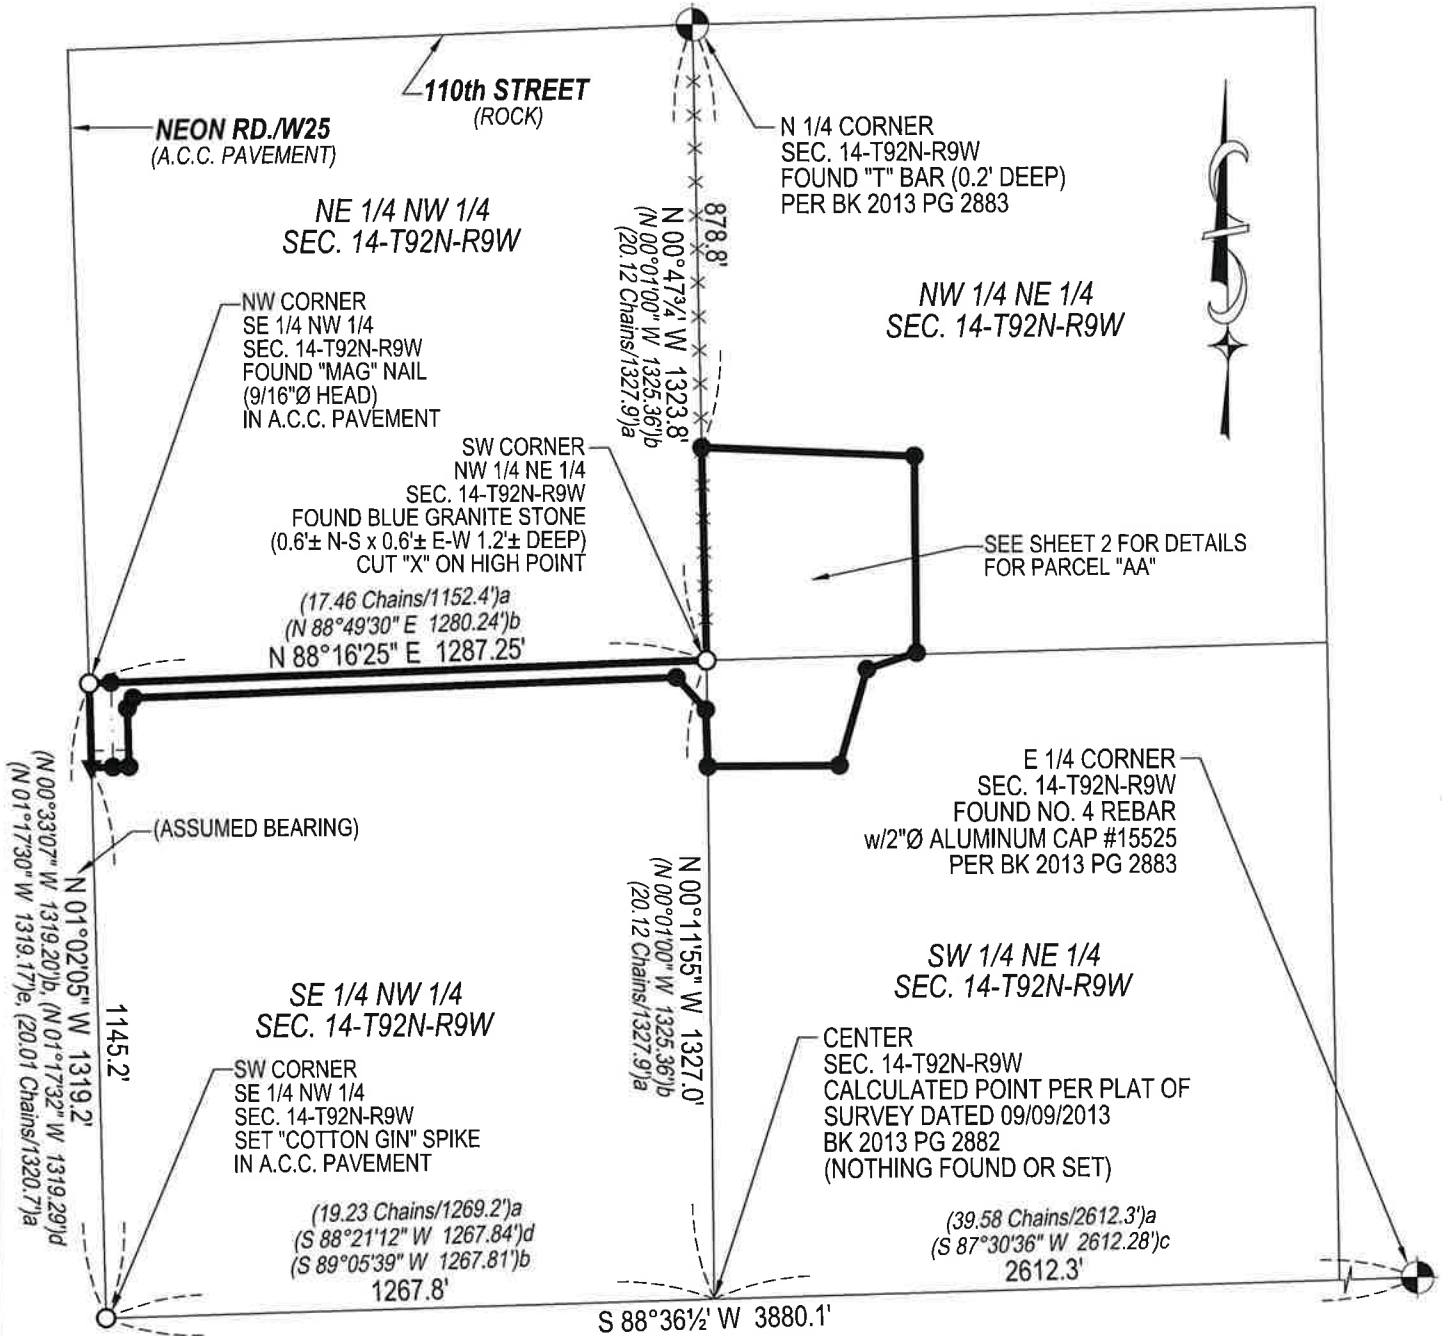 110th STREET
(ROCK)
NEON RD./W25
(A.C.C. PAVEMENT)
N 1/4 CORNER
SEC. 14-T92N-R9W
FOUND "T" BAR (0.2' DEEP)
PER BK 2013 PG 2883
NE 1/4 NW 1/4
SEC. 14-T92N-R9W
878.8'
N 00°47¾' W 1323.8'
(N 00°01'00" W 1325.36')b
(20.12 Chains/1327.9')a
NW 1/4 NE 1/4
SEC. 14-T92N-R9W
NW CORNER
SE 1/4 NW 1/4
SEC. 14-T92N-R9W
FOUND "MAG" NAIL
(9/16"Ø HEAD)
IN A.C.C. PAVEMENT
SW CORNER
NW 1/4 NE 1/4
SEC. 14-T92N-R9W
FOUND BLUE GRANITE STONE
(0.6'± N-S x 0.6'± E-W 1.2'± DEEP)
CUT "X" ON HIGH POINT
SEE SHEET 2 FOR DETAILS
FOR PARCEL "AA"
(17.46 Chains/1152.4')a
(N 88°49'30" E 1280.24')b
N 88°16'25" E 1287.25'
E 1/4 CORNER
SEC. 14-T92N-R9W
FOUND NO. 4 REBAR
w/2"Ø ALUMINUM CAP #15525
PER BK 2013 PG 2883
(ASSUMED BEARING)
1145.2'
N 01°02'05" W 1319.2'
(N 00°33'07" W 1319.20')b, (N 01°17'32" W 1319.29')d
(N 01°17'30" W 1319.17')e, (20.01 Chains/1320.7')a
N 00°11'55" W 1327.0'
(N 00°01'00" W 1325.36')b
(20.12 Chains/1327.9')a
SE 1/4 NW 1/4
SEC. 14-T92N-R9W
SW 1/4 NE 1/4
SEC. 14-T92N-R9W
SW CORNER
SE 1/4 NW 1/4
SEC. 14-T92N-R9W
SET "COTTON GIN" SPIKE
IN A.C.C. PAVEMENT
CENTER
SEC. 14-T92N-R9W
CALCULATED POINT PER PLAT OF
SURVEY DATED 09/09/2013
BK 2013 PG 2882
(NOTHING FOUND OR SET)
(19.23 Chains/1269.2')a
(S 88°21'12" W 1267.84')d
(S 89°05'39" W 1267.81')b
1267.8'
(39.58 Chains/2612.3')a
(S 87°30'36" W 2612.28')c
2612.3'
S 88°36½' W 3880.1'